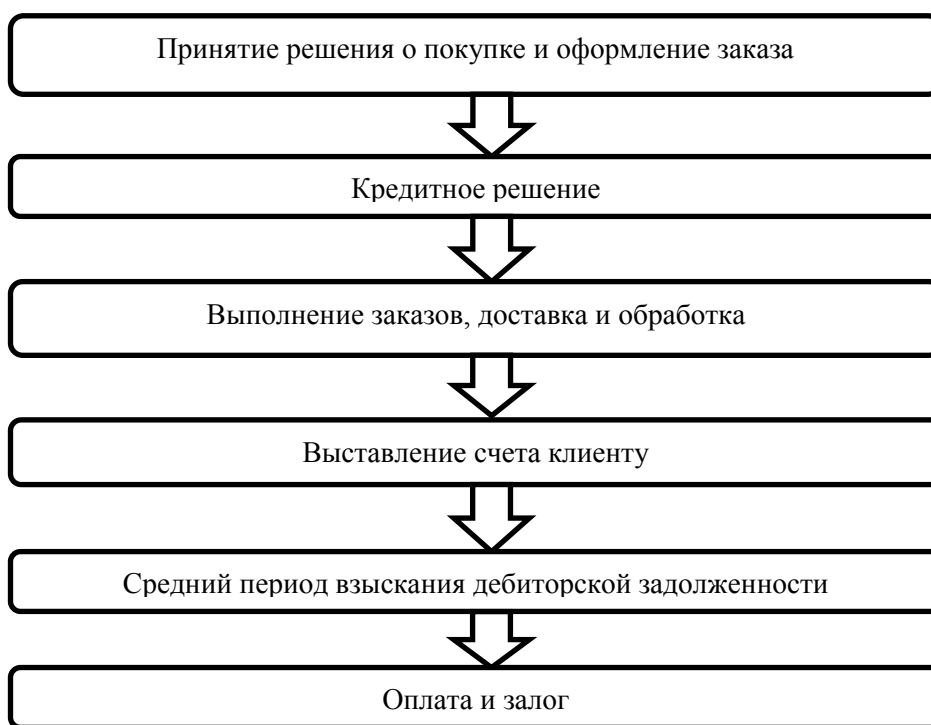 Принятие решения о покупке и оформление заказа
Кредитное решение
Выполнение заказов, доставка и обработка
Выставление счета клиенту
Средний период взыскания дебиторской задолженности
Оплата и залог